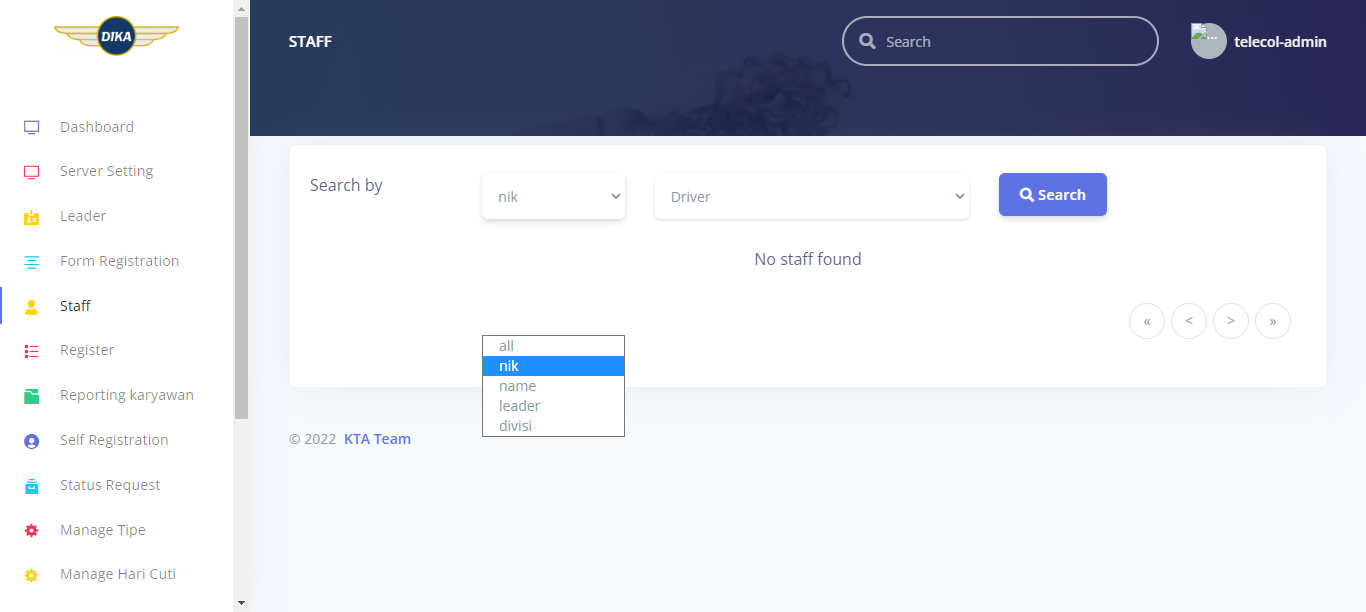 DIKA
STAFF
Search
...
telecol-admin
Dashboard
Server Setting
Leader
Form Registration
Staff
Register
Reporting karyawan
Self Registration
Status Request
Manage Tipe
Manage Hari Cuti
Search by
nik
Driver
Search
No staff found
« < > »
all
nik
name
leader
divisi
© 2022 KTA Team